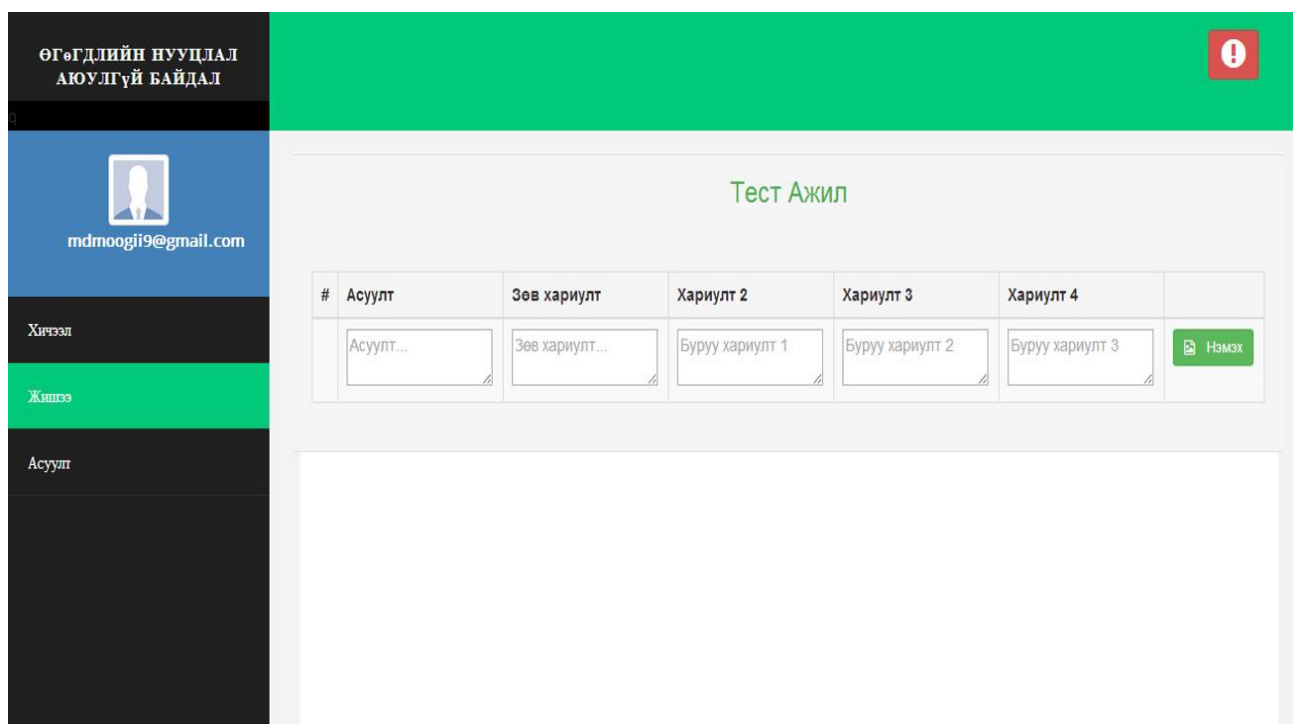 ӨГөГДЛИЙН НУУЦЛАЛ
АЮУЛГүЙ БАЙДАЛ
q
mdmoogii9@gmail.com
Хичээл
Жишээ
Асуулт
Тест Ажил
# Асуулт Зөв хариулт Хариулт 2 Хариулт 3 Хариулт 4
Асуулт... Зөв хариулт... Буруу хариулт 1 Буруу хариулт 2 Буруу хариулт 3 Нэмэх